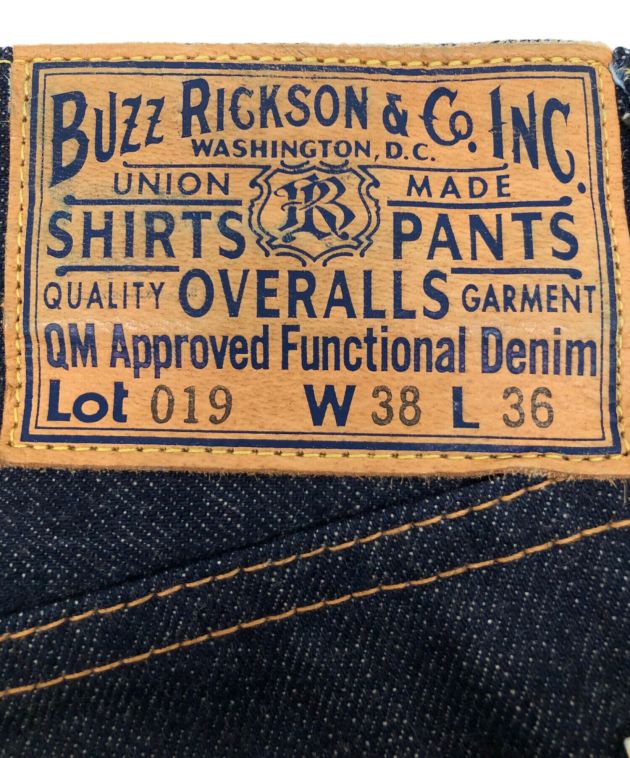 BUZZ RICKSON & CO. INC.
WASHINGTON, D.C.
UNION BR MADE
SHIRTS PANTS
QUALITY OVERALLS GARMENT
QM Approved Functional Denim
Lot 019 W 38 L 36